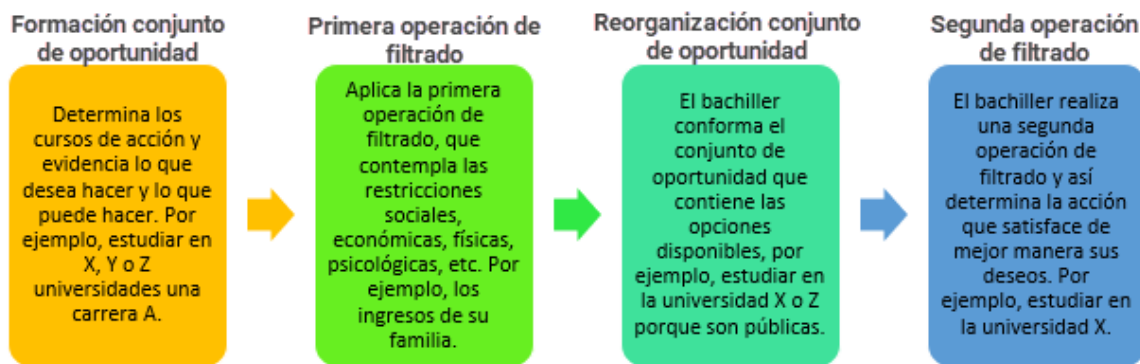 Formación conjunto
de oportunidad
Determina los
cursos de acción y
evidencia lo que
desea hacer y lo que
puede hacer. Por
ejemplo, estudiar en
X, Y o Z
universidades una
carrera A.
Primera operación de
filtrado
Aplica la primera
operación de
filtrado, que
contempla las
restricciones
sociales,
económicas, físicas,
psicológicas, etc. Por
ejemplo, los
ingresos de su
familia.
Reorganización conjunto
de oportunidad
El bachiller
conforma el
conjunto de
oportunidad que
contiene las
opciones
disponibles, por
ejemplo, estudiar en
la universidad X o Z
porque son públicas.
Segunda operación
de filtrado
El bachiller realiza
una segunda
operación de
filtrado y así
determina la acción
que satisface de
mejor manera sus
deseos. Por
ejemplo, estudiar en
la universidad X.